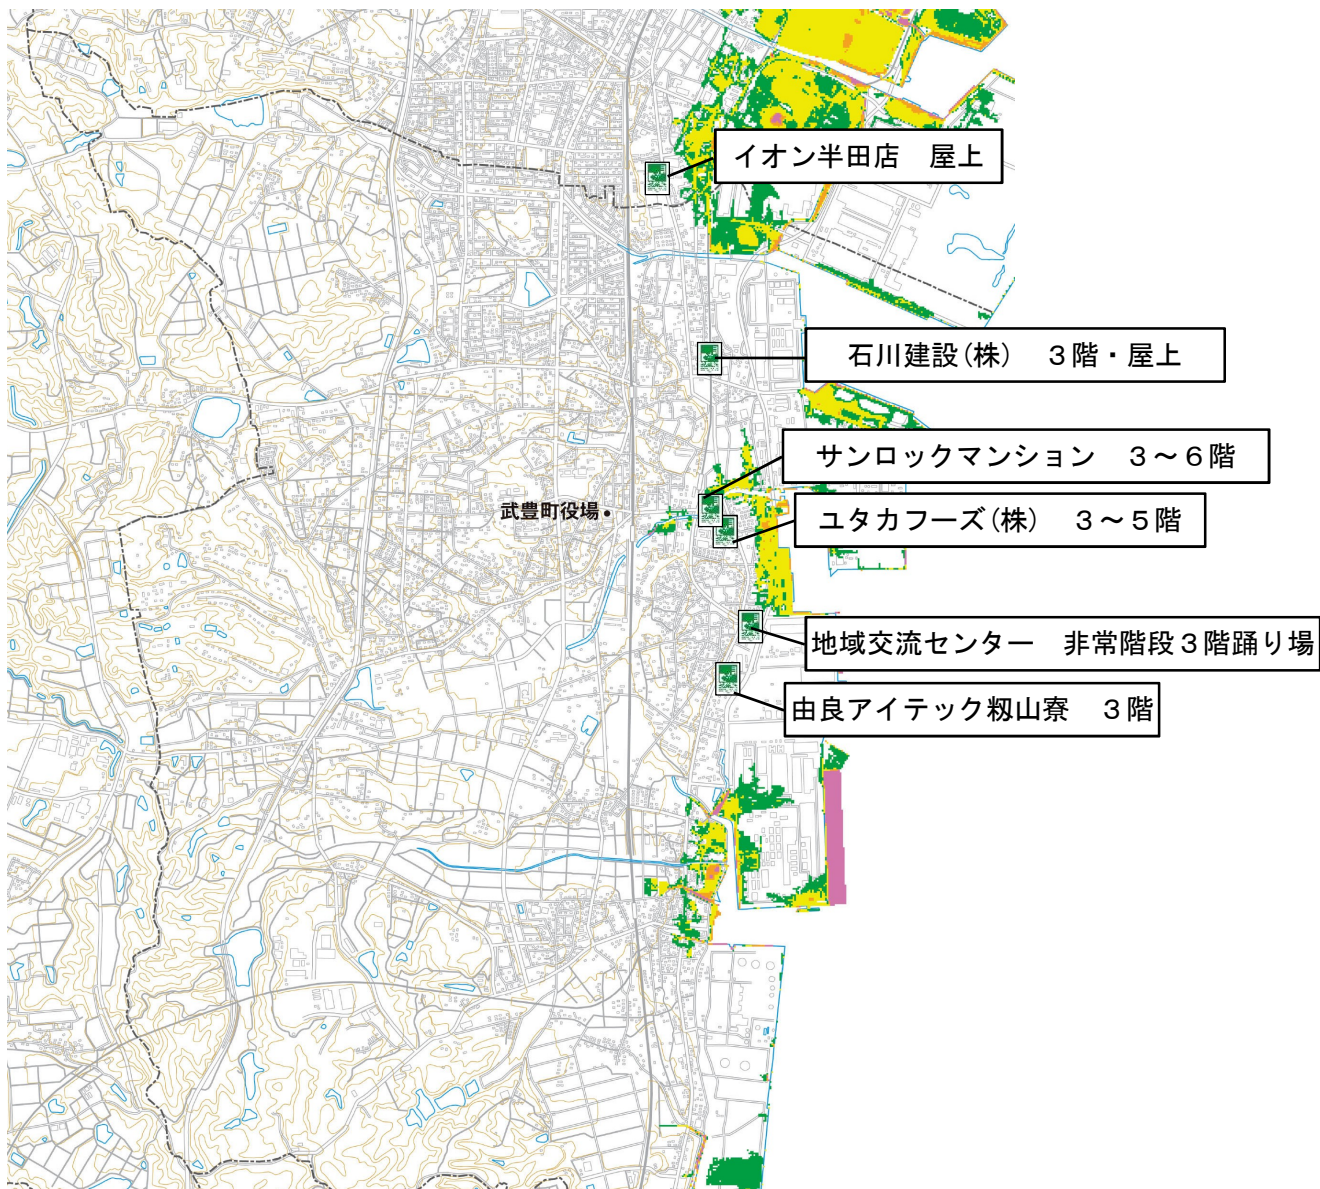 イオン半田店　屋上
石川建設(株)　３階・屋上
サンロックマンション　３～６階
武豊町役場
ユタカフーズ(株)　３～５階
地域交流センター　非常階段３階踊り場
由良アイテック籾山寮　３階